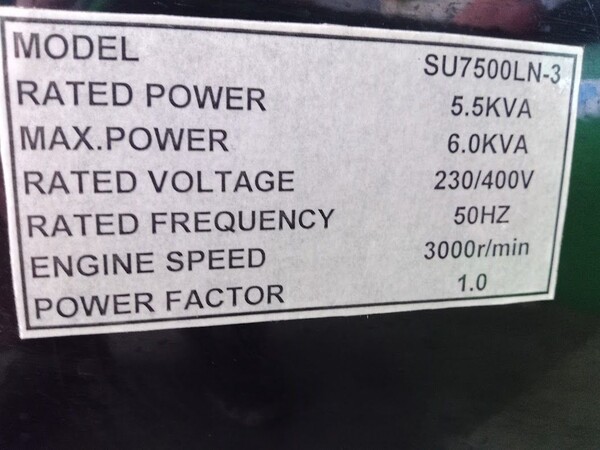 MODEL SU7500LN-3
RATED POWER 5.5KVA
MAX.POWER 6.0KVA
RATED VOLTAGE 230/400V
RATED FREQUENCY 50HZ
ENGINE SPEED 3000r/min
POWER FACTOR 1.0